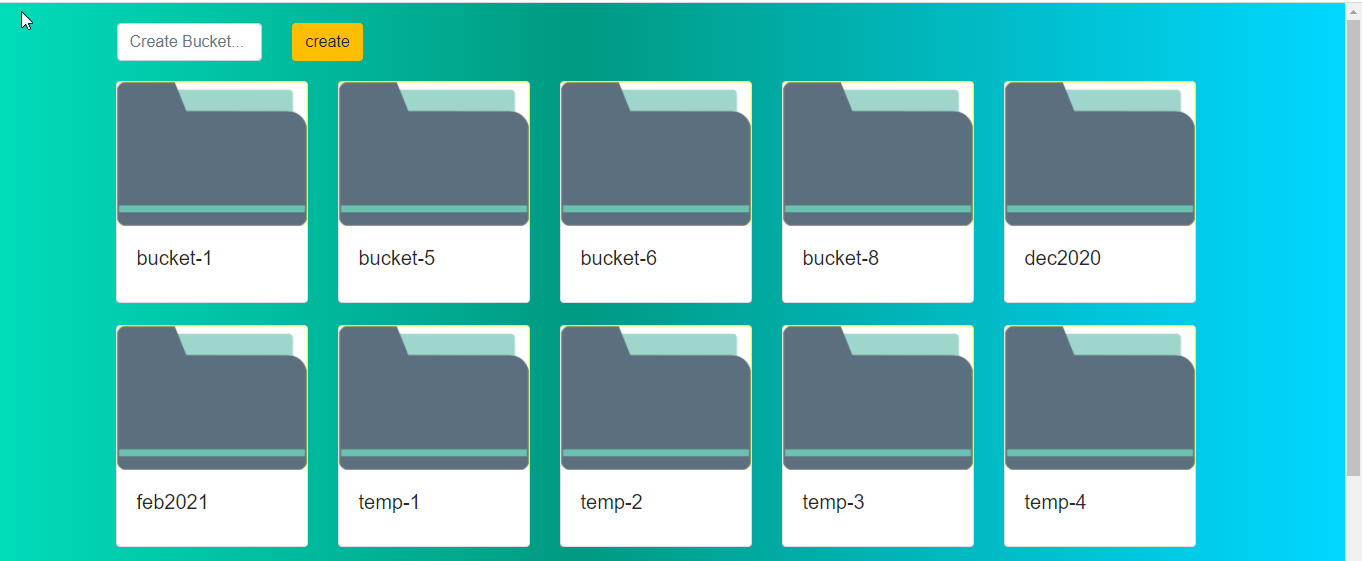 Create Bucket... create
bucket-1 bucket-5 bucket-6 bucket-8 dec2020
feb2021 temp-1 temp-2 temp-3 temp-4